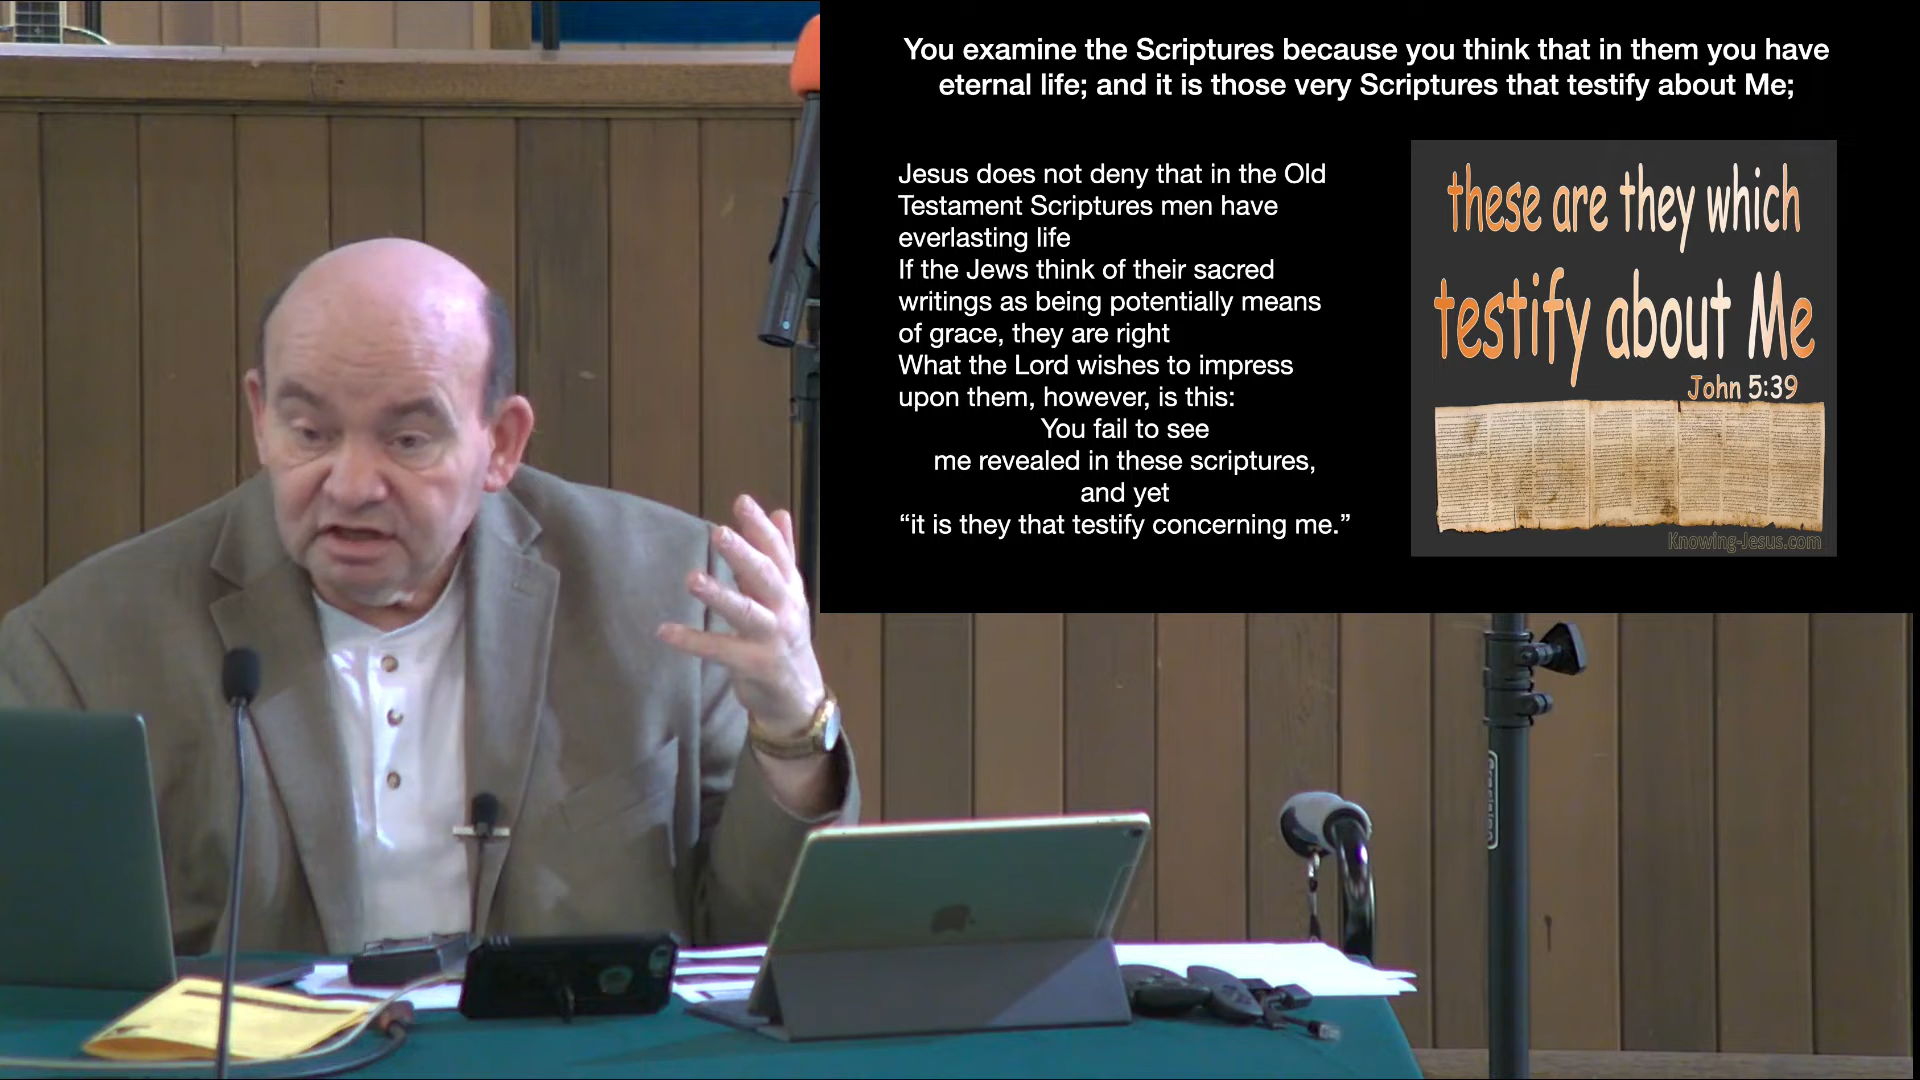 You examine the Scriptures because you think that in them you have
eternal life; and it is those very Scriptures that testify about Me;
Jesus does not deny that in the Old
Testament Scriptures men have
everlasting life
If the Jews think of their sacred
writings as being potentially means
of grace, they are right
What the Lord wishes to impress
upon them, however, is this:
You fail to see
me revealed in these scriptures,
and yet
“it is they that testify concerning me.”
these are they which
testify about Me
John 5:39
Knowing-Jesus.com